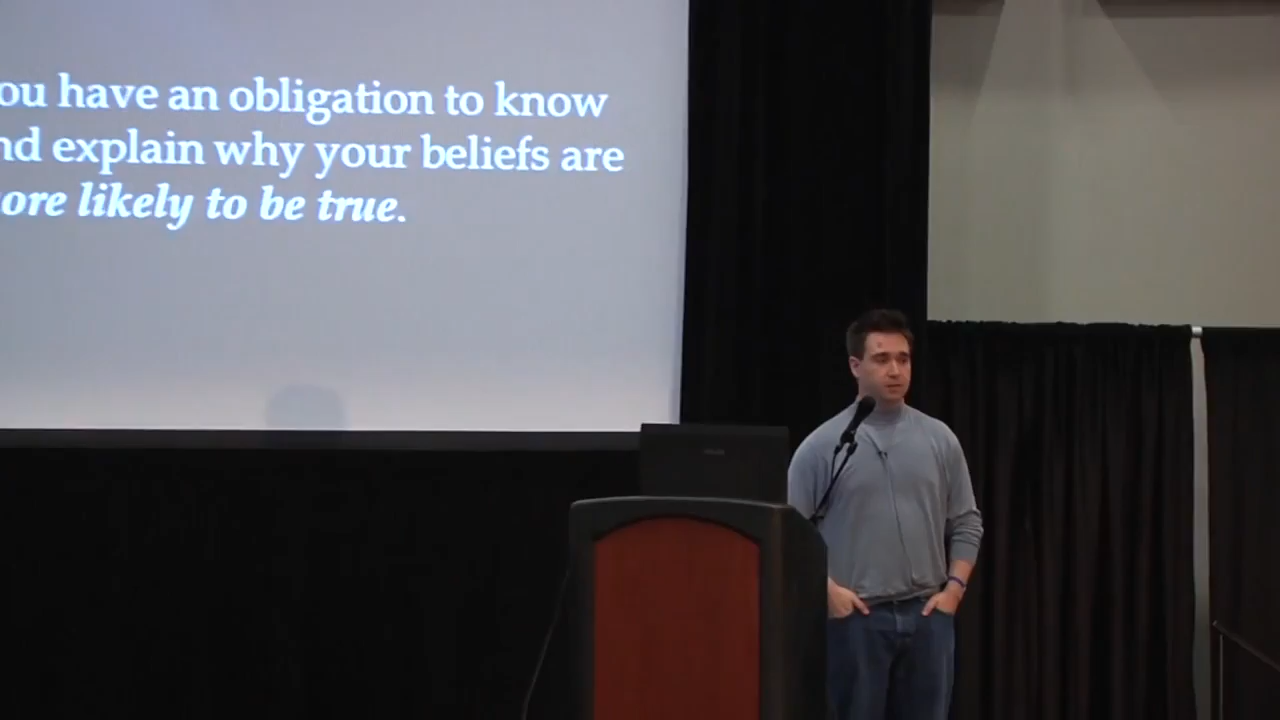 ou have an obligation to know
nd explain why your beliefs are
ore likely to be true.